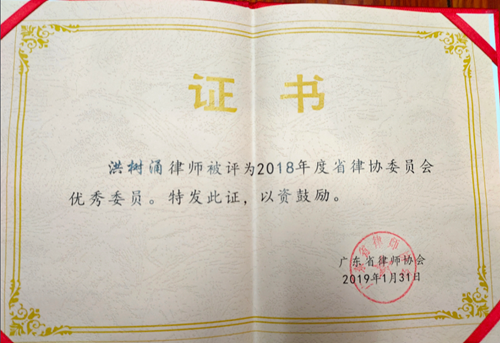 证书
洪树涌律师被评为2018年度省律协委员会
优秀委员。特发此证,以资鼓励。
广东省律师协会
2019年1月31日